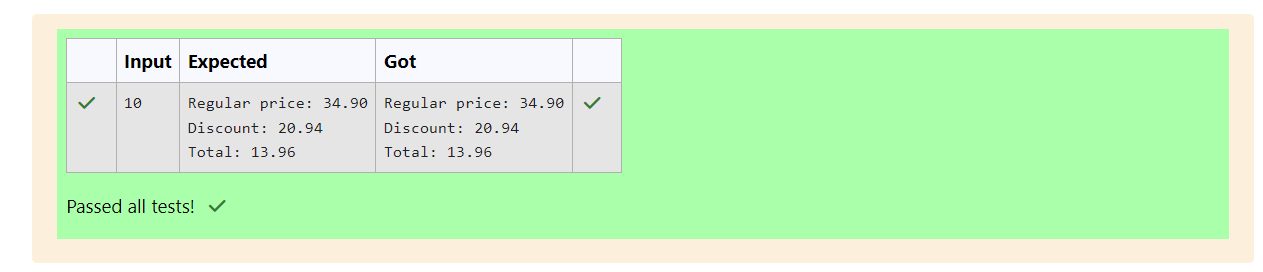 Input Expected Got
10 Regular price: 34.90 Regular price: 34.90
Discount: 20.94 Discount: 20.94
Total: 13.96 Total: 13.96
Passed all tests!